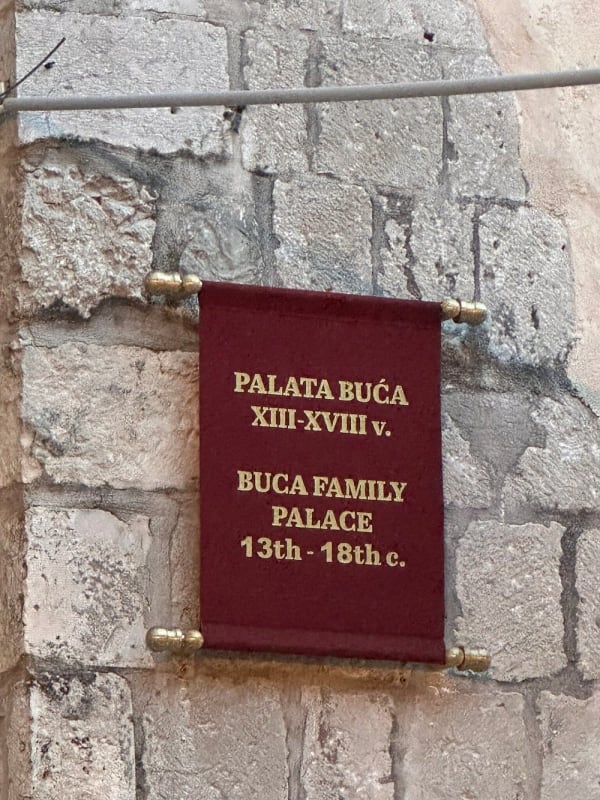 PALATA BUĆA
XIII-XVIII v.
BUCA FAMILY
PALACE
13th - 18th c.